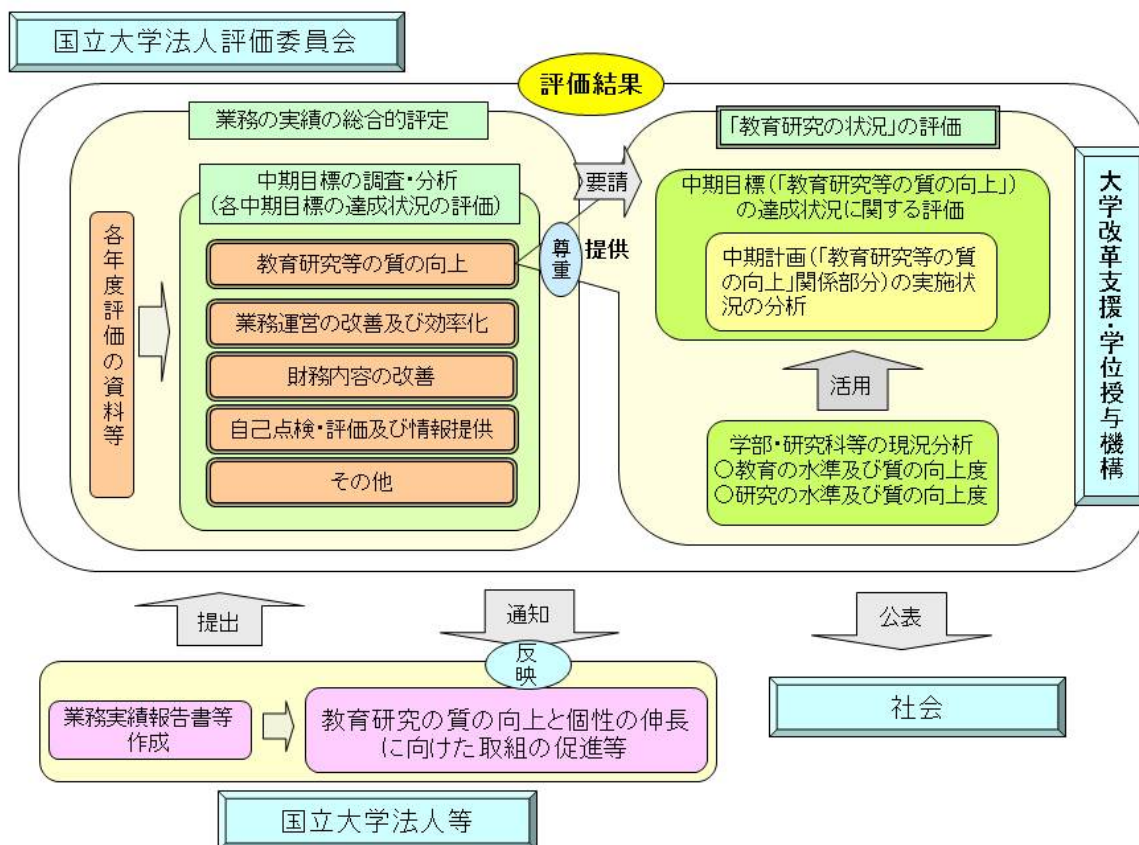 国立大学法人評価委員会
評価結果
業務の実績の総合的評定
中期目標の調査・分析
(各中期目標の達成状況の評価)
各年度評価の資料等
教育研究等の質の向上
業務運営の改善及び効率化
財務内容の改善
自己点検・評価及び情報提供
その他
要請
尊重
提供
「教育研究の状況」の評価
中期目標(「教育研究等の質の向上」)
の達成状況に関する評価
中期計画(「教育研究等の質
の向上」関係部分)の実施状
況の分析
活用
学部・研究科等の現況分析
○教育の水準及び質の向上度
○研究の水準及び質の向上度
大学改革支援・学位授与機構
提出
通知
公表
反映
業務実績報告書等
作成
教育研究の質の向上と個性の伸長
に向けた取組の促進等
社会
国立大学法人等